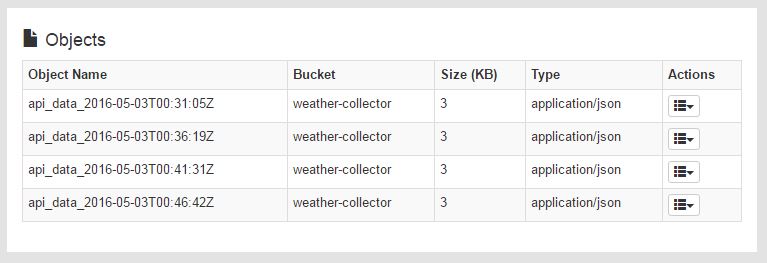 Objects
Object Name Bucket Size (KB) Type Actions
api_data_2016-05-03T00:31:05Z weather-collector 3 application/json
api_data_2016-05-03T00:36:19Z weather-collector 3 application/json
api_data_2016-05-03T00:41:31Z weather-collector 3 application/json
api_data_2016-05-03T00:46:42Z weather-collector 3 application/json